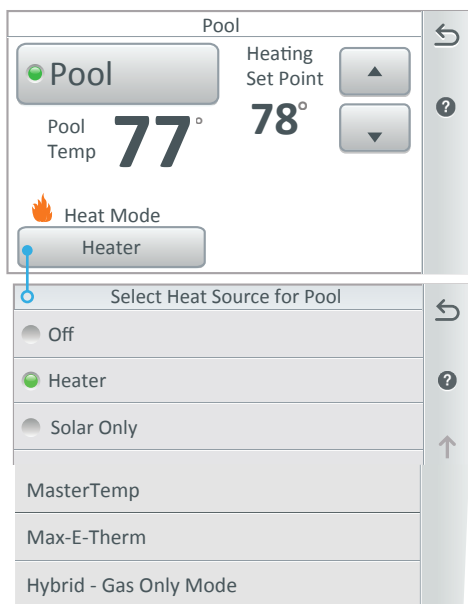 Pool
Pool
Heating
Set Point
78°
Pool
Temp
77°
Heat Mode
Heater
?
Select Heat Source for Pool
Off
Heater
?
Solar Only
MasterTemp
Max-E-Therm
Hybrid - Gas Only Mode